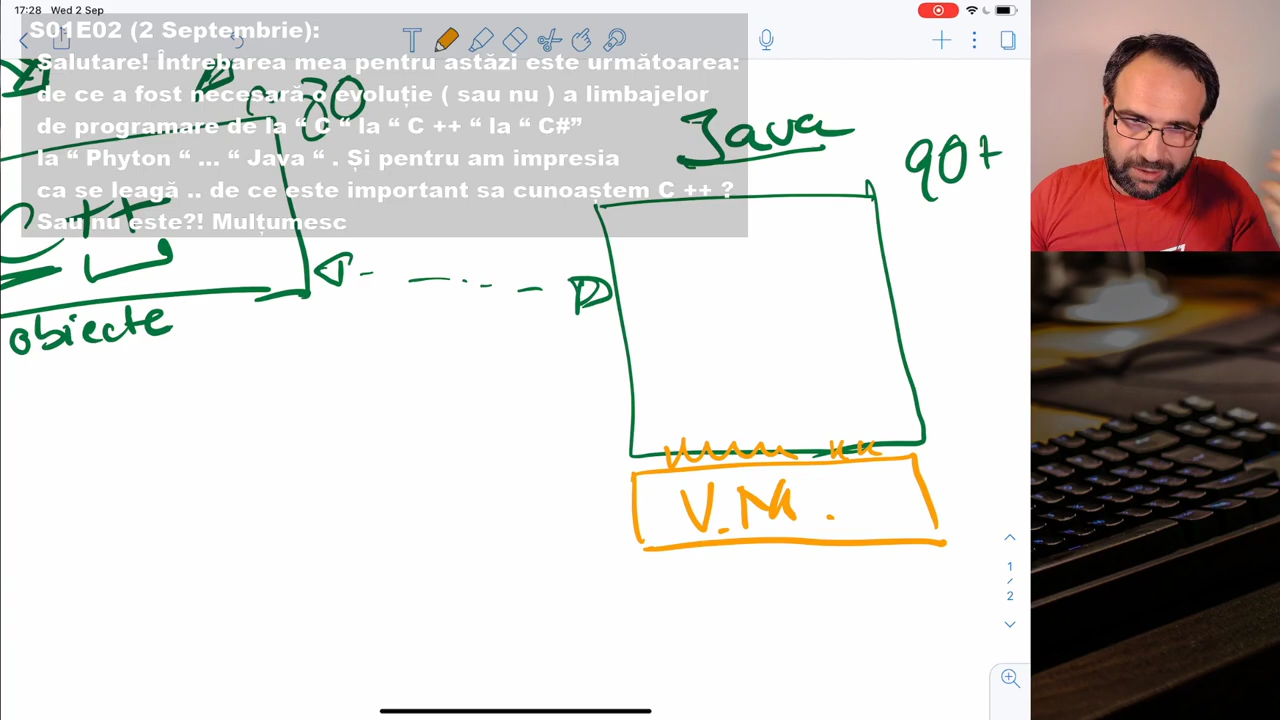 17:28 Wed 2 Sep
S01E02 (2 Septembrie):
Salutare! Întrebarea mea pentru astăzi este următoarea:
de ce a fost necesară o evoluție ( sau nu ) a limbajelor
de programare de la “ C “ la “ C ++ “ la “ C#”
la “ Phyton “ ... “ Java “ . Și pentru am impresia
ca se leagă .. de ce este important sa cunoaștem C ++ ?
Sau nu este?! Mulțumesc
80
Java
90+
C++
obiecte
V.M.
1
/
2